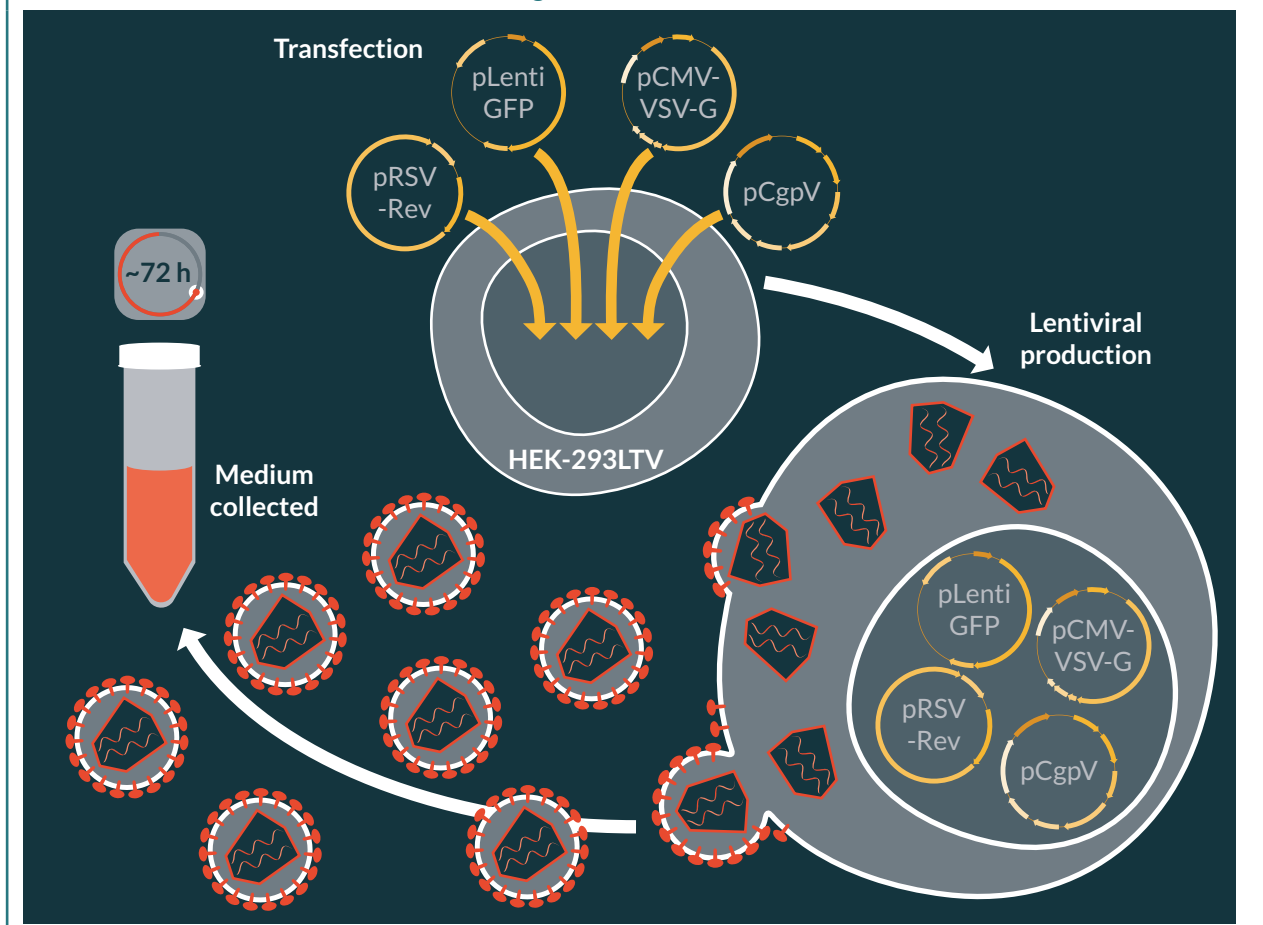 Transfection
pLenti
GFP
pCMV-
VSV-G
pRSV
-Rev
pCgpV
~72 h
HEK-293LTV
Lentiviral
production
Medium
collected
pLenti
GFP
pCMV-
VSV-G
pRSV
-Rev
pCgpV